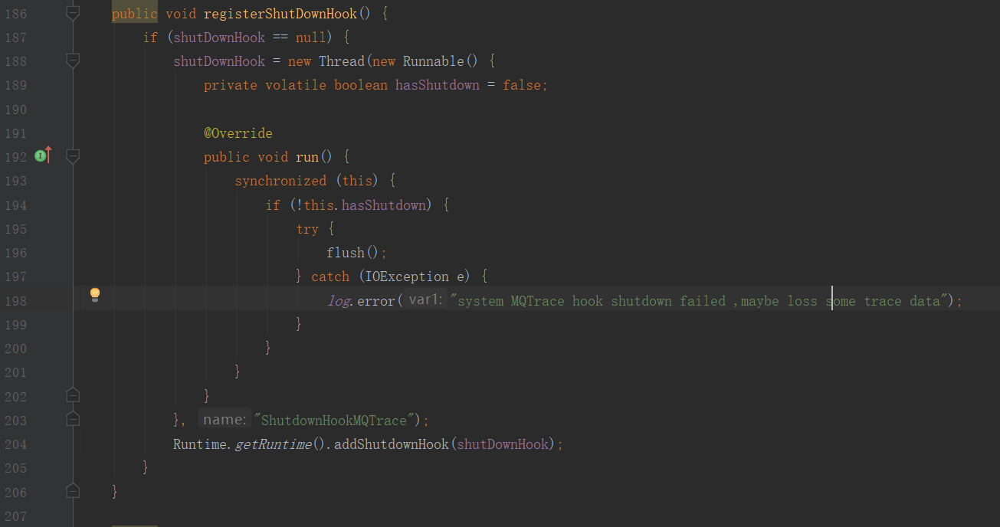 186 public void registerShutDownHook() {
187 if (shutDownHook == null) {
188 shutDownHook = new Thread(new Runnable() {
189 private volatile boolean hasShutdown = false;
190
191 @Override
192 public void run() {
193 synchronized (this) {
194 if (!this.hasShutdown) {
195 try {
196 flush();
197 } catch (IOException e) {
198 log.error( var1: "system MQTrace hook shutdown failed ,maybe loss some trace data");
199 }
200 }
201 }
202 }
203 }, name: "ShutdownHookMQTrace");
204 Runtime.getRuntime().addShutdownHook(shutDownHook);
205 }
206 }
207